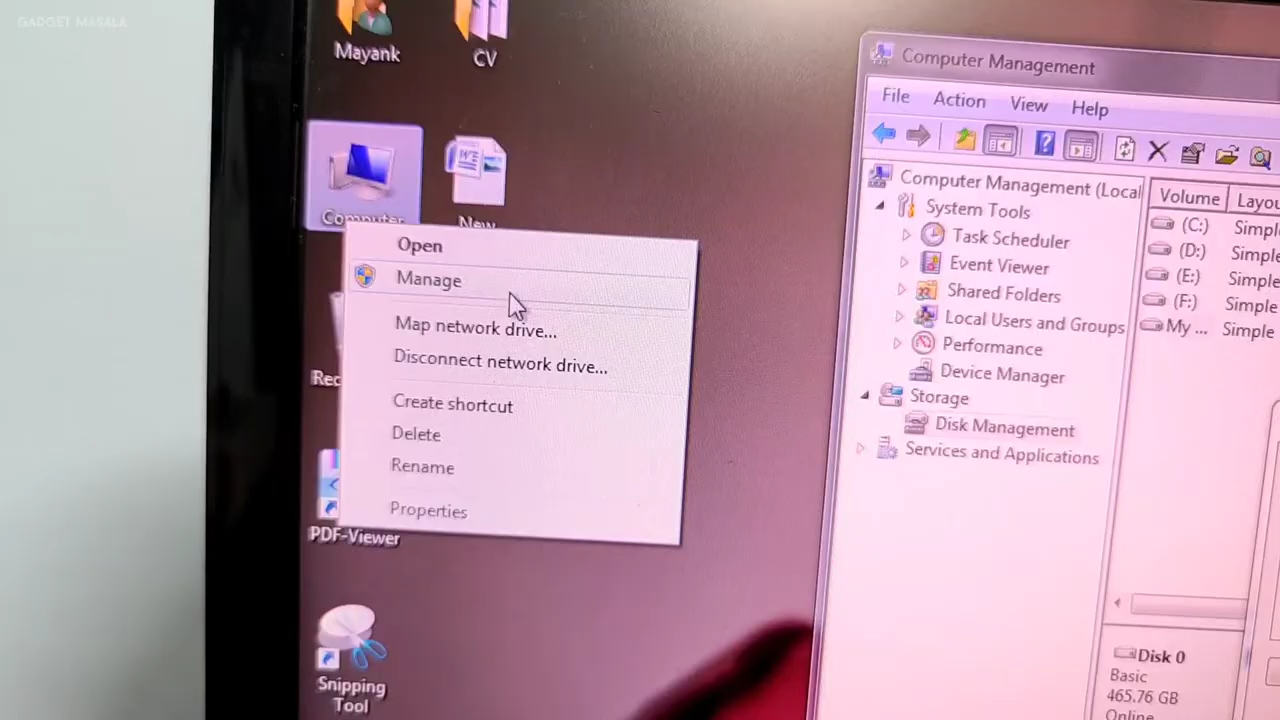 GADGET MASALA
Mayank
CV
Computer
New
Open
Manage
Map network drive...
Disconnect network drive...
Create shortcut
Delete
Rename
Properties
Rec
PDF-Viewer
Snipping
Tool
Computer Management
File Action View Help
Computer Management (Local
System Tools
Task Scheduler
Event Viewer
Shared Folders
Local Users and Groups
Performance
Device Manager
Storage
Disk Management
Services and Applications
Volume Layou
(C:) Simpl
(D:) Simple
(E:) Simple
(F:) Simple
My ... Simple
Disk 0
Basic
465.76 GB
Online